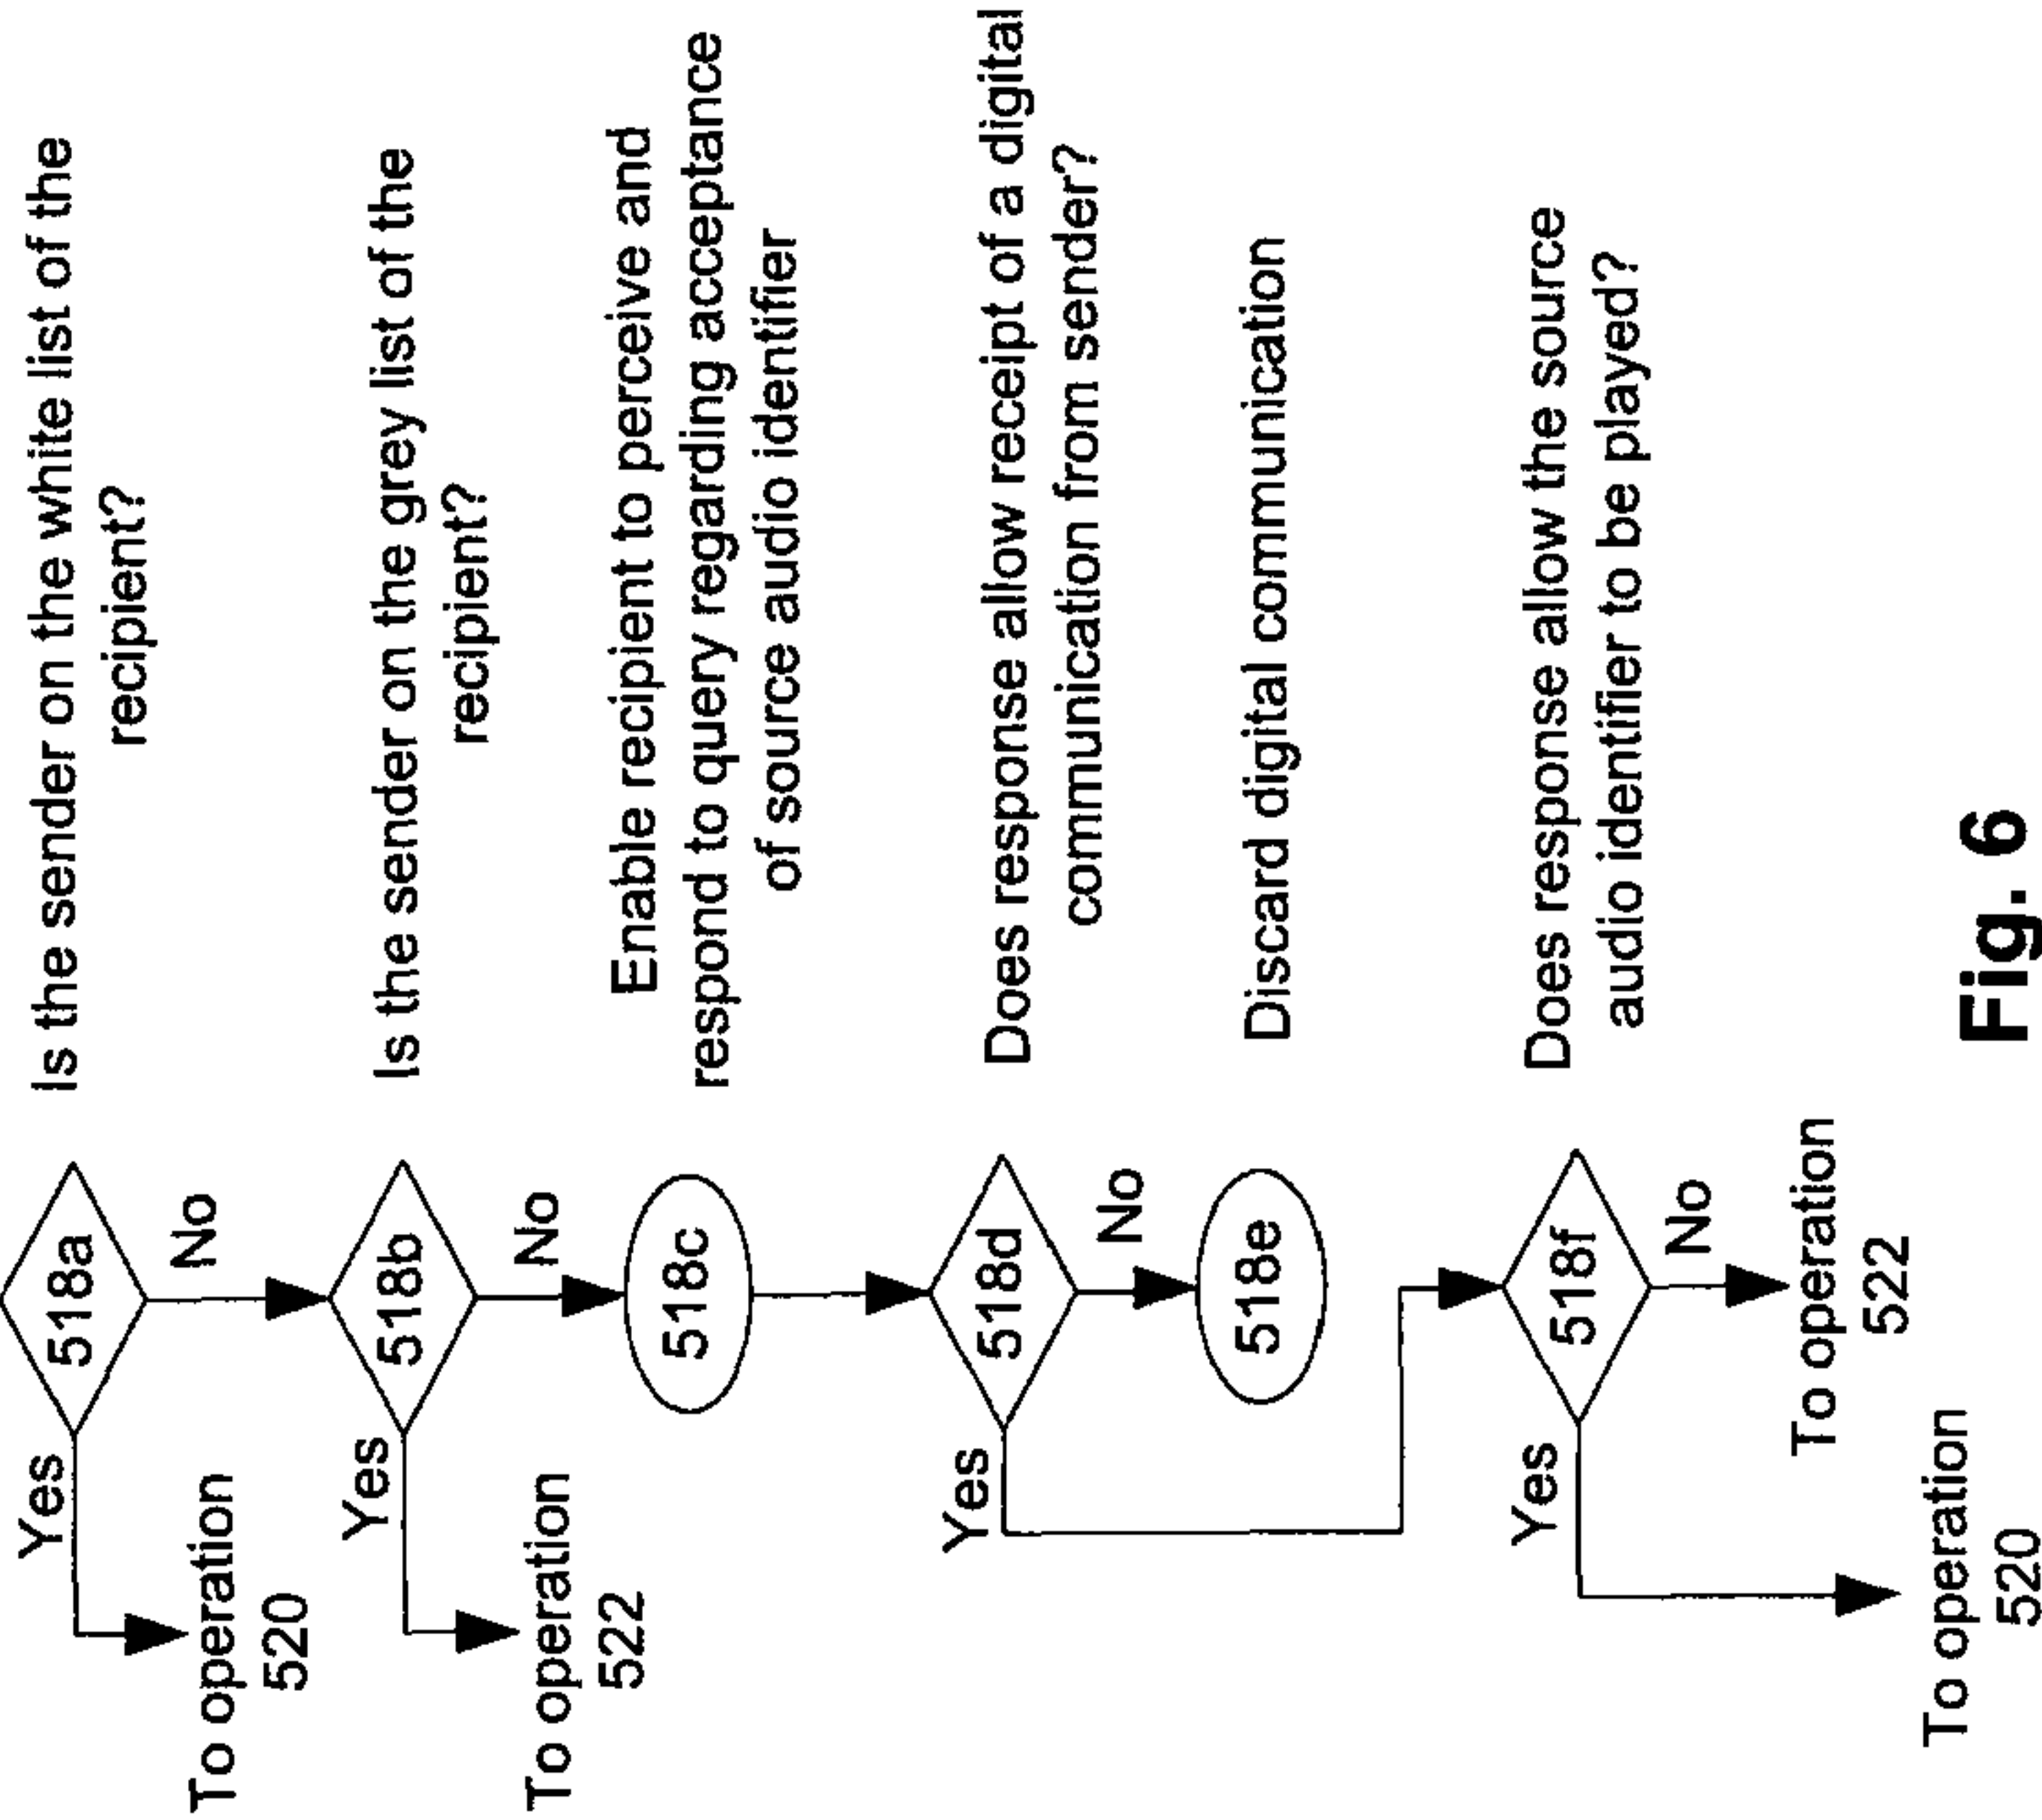 518a
Is the sender on the white list of the
recipient?
Yes
No
To operation
520
518b
Is the sender on the grey list of the
recipient?
Yes
No
To operation
522
518c
Enable recipient to perceive and
respond to query regarding acceptance
of source audio identifier
518d
Does response allow receipt of a digital
communication from sender?
Yes
No
518e
Discard digital communication
518f
Does response allow the source
audio identifier to be played?
Yes
No
To operation
522
To operation
520
Fig. 6